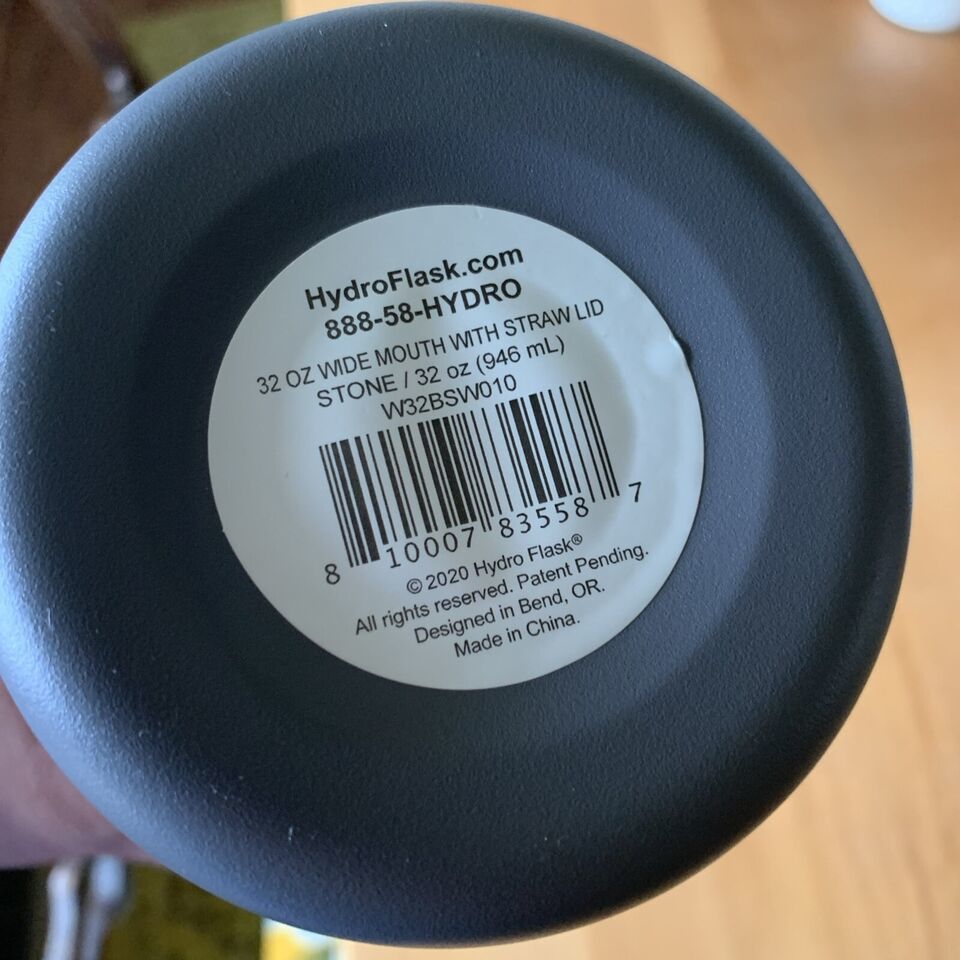 HydroFlask.com
888-58-HYDRO
32 OZ WIDE MOUTH WITH STRAW LID
STONE / 32 oz (946 mL)
W32BSW010
8 10007 83558 7
© 2020 Hydro Flask®
All rights reserved. Patent Pending.
Designed in Bend, OR.
Made in China.